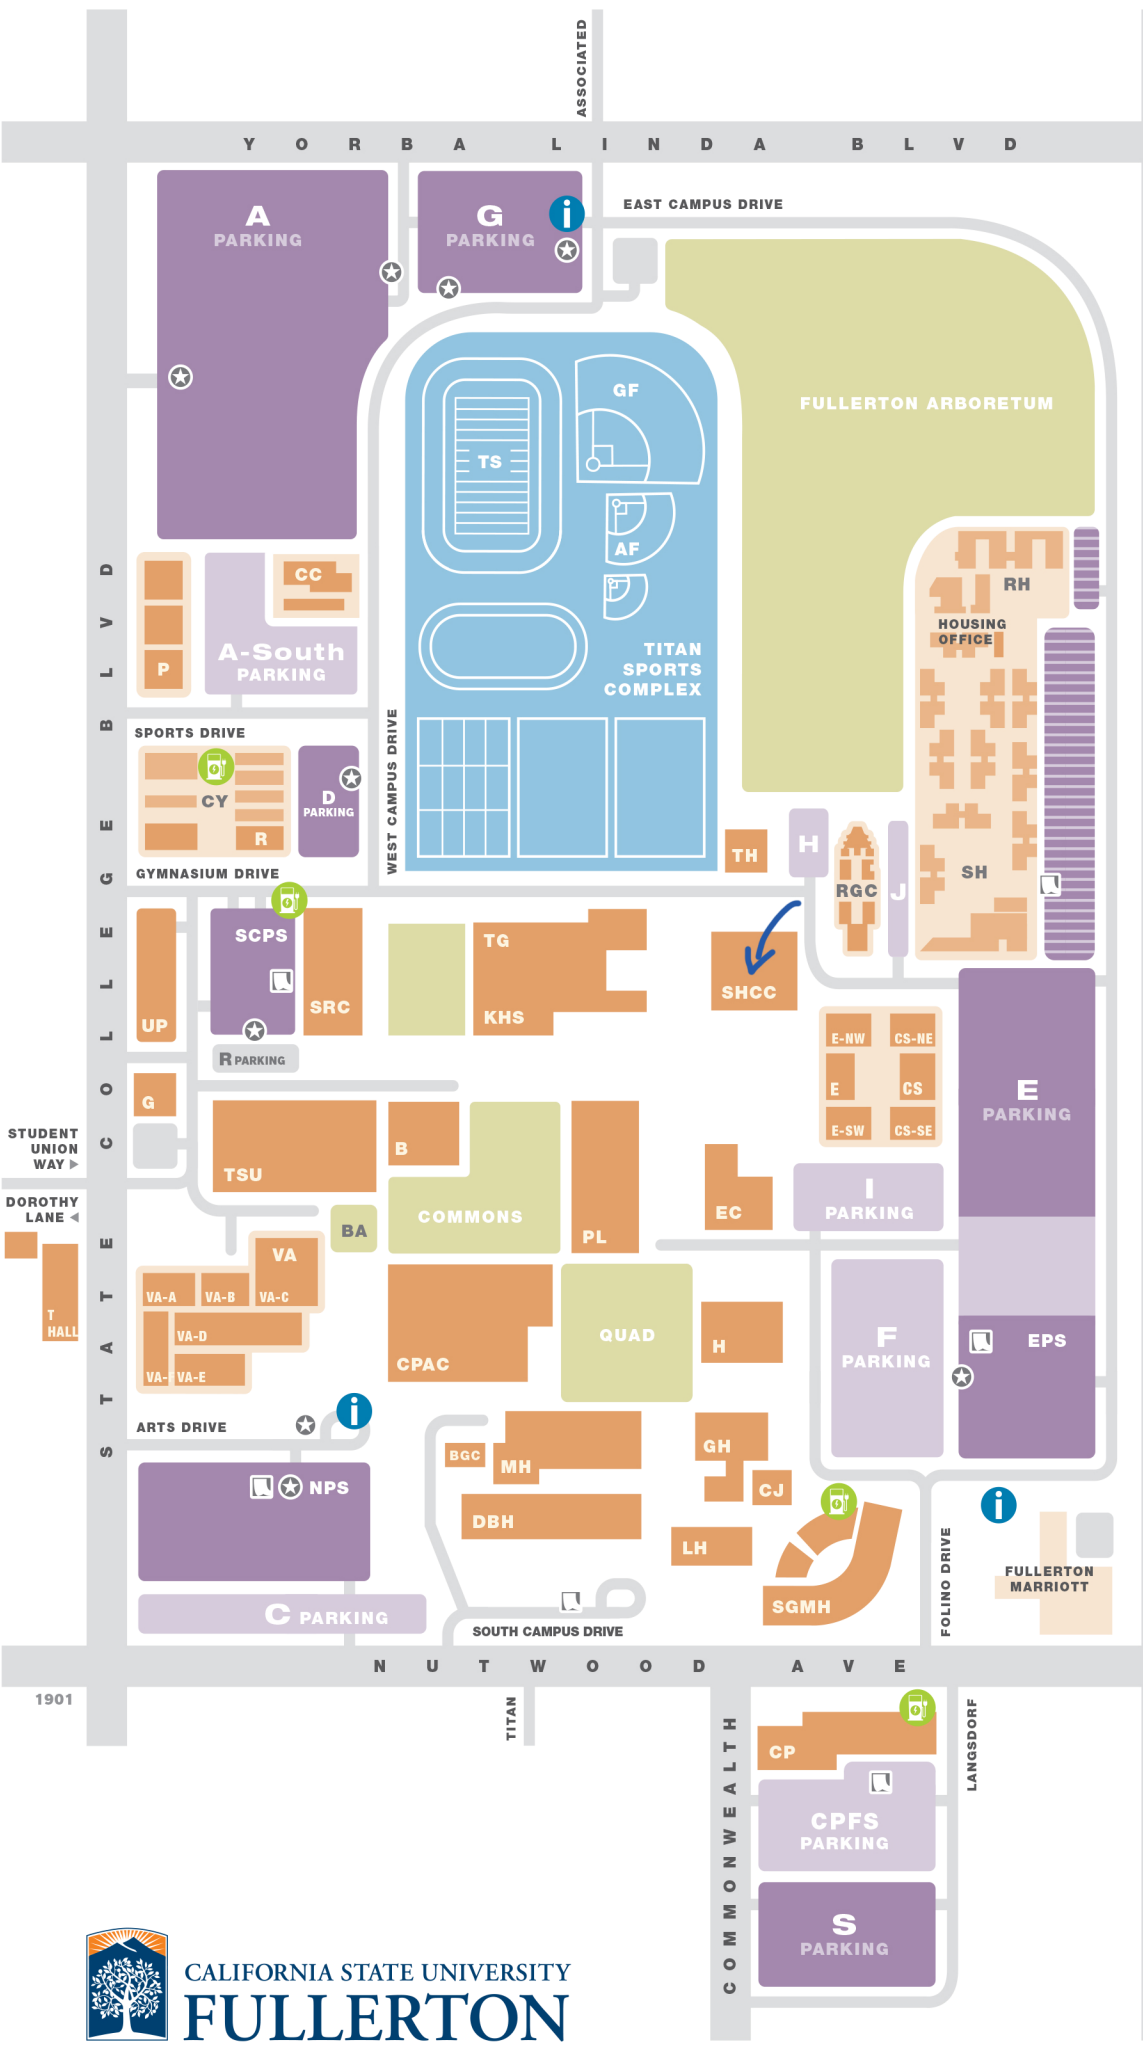 ASSOCIATED
YORBA LINDA BLVD
A
PARKING
G
PARKING
i
EAST CAMPUS DRIVE
GF
TS
AF
FULLERTON ARBORETUM
TITAN
SPORTS
COMPLEX
CC
P
A-South
PARKING
RH
HOUSING
OFFICE
SPORTS DRIVE
CY
R
D
PARKING
WEST CAMPUS DRIVE
STATE COLLEGE BLVD
GYMNASIUM DRIVE
TH
H
RGC
J
SH
UP
SCPS
SRC
R PARKING
TG
KHS
SHCC
E-NW
CS-NE
E
CS
E-SW
CS-SE
E
PARKING
G
STUDENT
UNION
WAY
DOROTHY
LANE
TSU
B
COMMONS
BA
PL
EC
I
PARKING
T
HALL
VA
VA-A
VA-B
VA-C
VA-D
VA-
VA-E
CPAC
QUAD
H
F
PARKING
EPS
ARTS DRIVE
i
NPS
C PARKING
BGC
MH
DBH
GH
CJ
LH
SGMH
SOUTH CAMPUS DRIVE
FOLINO DRIVE
i
FULLERTON
MARRIOTT
NUTWOOD AVE
1901
TITAN
COMMONWEALTH
LANGSDORF
CP
CPFS
PARKING
S
PARKING
CALIFORNIA STATE UNIVERSITY
FULLERTON